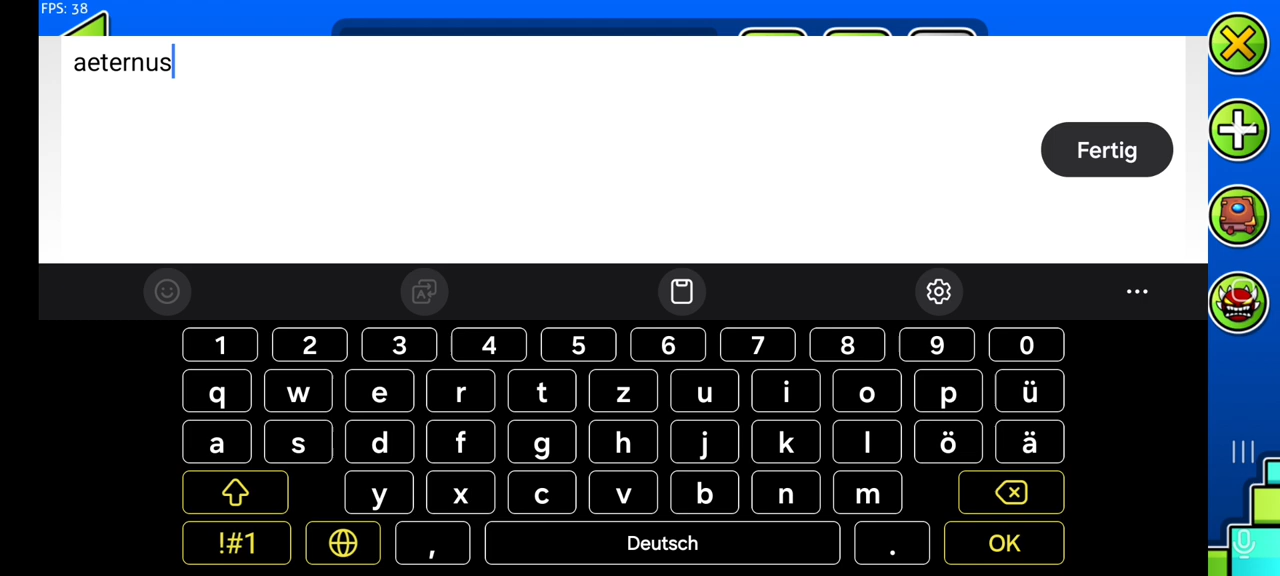 FPS: 38
aeternus
Fertig
1 2 3 4 5 6 7 8 9 0
q w e r t z u i o p ü
a s d f g h j k l ö ä
y x c v b n m
!#1 , Deutsch . OK